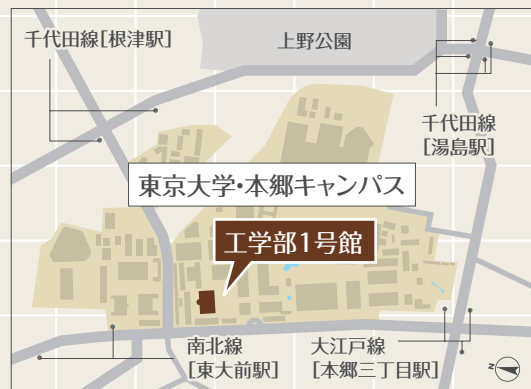 千代田線[根津駅]
上野公園
千代田線
[湯島駅]
東京大学・本郷キャンパス
工学部1号館
南北線
[東大前駅]
大江戸線
[本郷三丁目駅]
N